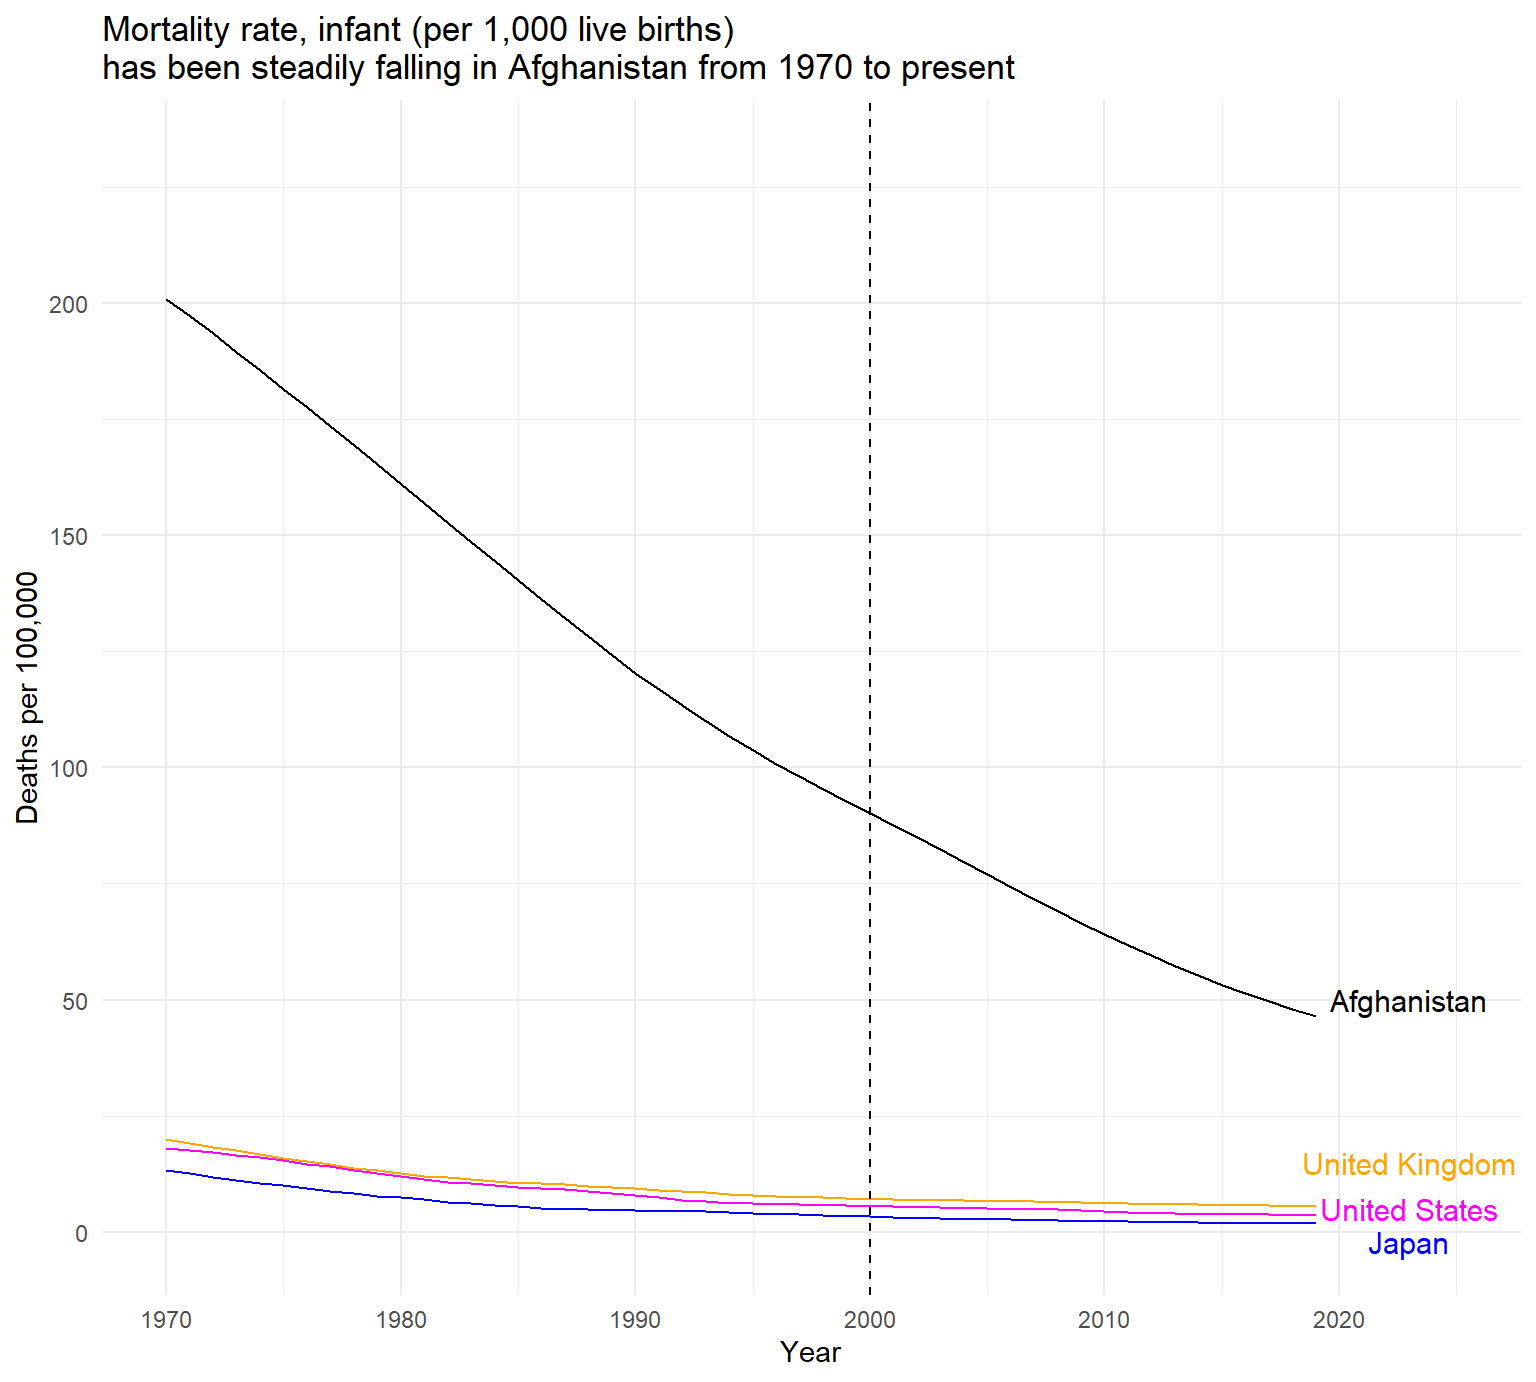 Mortality rate, infant (per 1,000 live births)
has been steadily falling in Afghanistan from 1970 to present
Deaths per 100,000
200
150
100
50
0
Afghanistan
United Kingdom
United States
Japan
1970
1980
1990
2000
2010
2020
Year